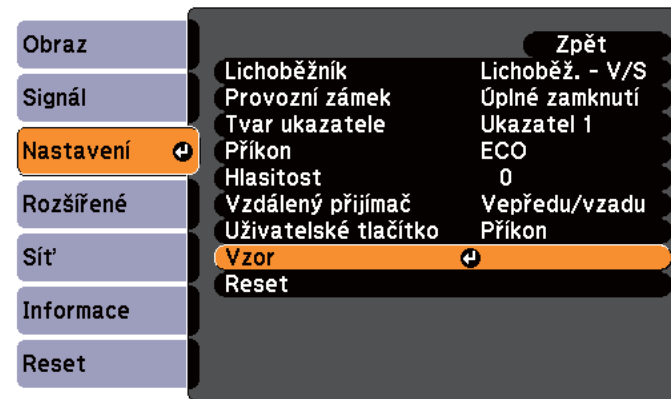 Obraz
Signál
Nastavení
Rozšířené
Síť
Informace
Reset
Zpět
Lichoběžník Lichoběž. - V/S
Provozní zámek Úplné zamknutí
Tvar ukazatele Ukazatel 1
Příkon ECO
Hlasitost 0
Vzdálený přijímač Vepředu/vzadu
Uživatelské tlačítko Příkon
Vzor
Reset